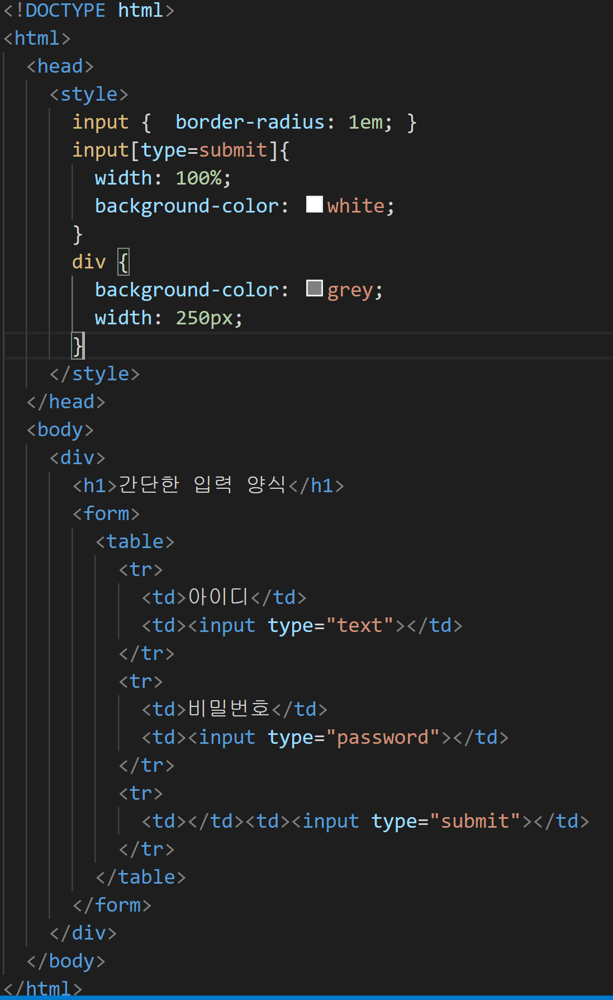 <!DOCTYPE html>
<html>
  <head>
    <style>
      input {  border-radius: 1em; }
      input[type=submit]{
        width: 100%;
        background-color: white;
      }
      div {
        background-color: grey;
        width: 250px;
      }
    </style>
  </head>
  <body>
    <div>
      <h1>간단한 입력 양식</h1>
      <form>
        <table>
          <tr>
            <td>아이디</td>
            <td><input type="text"></td>
          </tr>
          <tr>
            <td>비밀번호</td>
            <td><input type="password"></td>
          </tr>
          <tr>
            <td></td><td><input type="submit"></td>
          </tr>
        </table>
      </form>
    </div>
  </body>
</html>